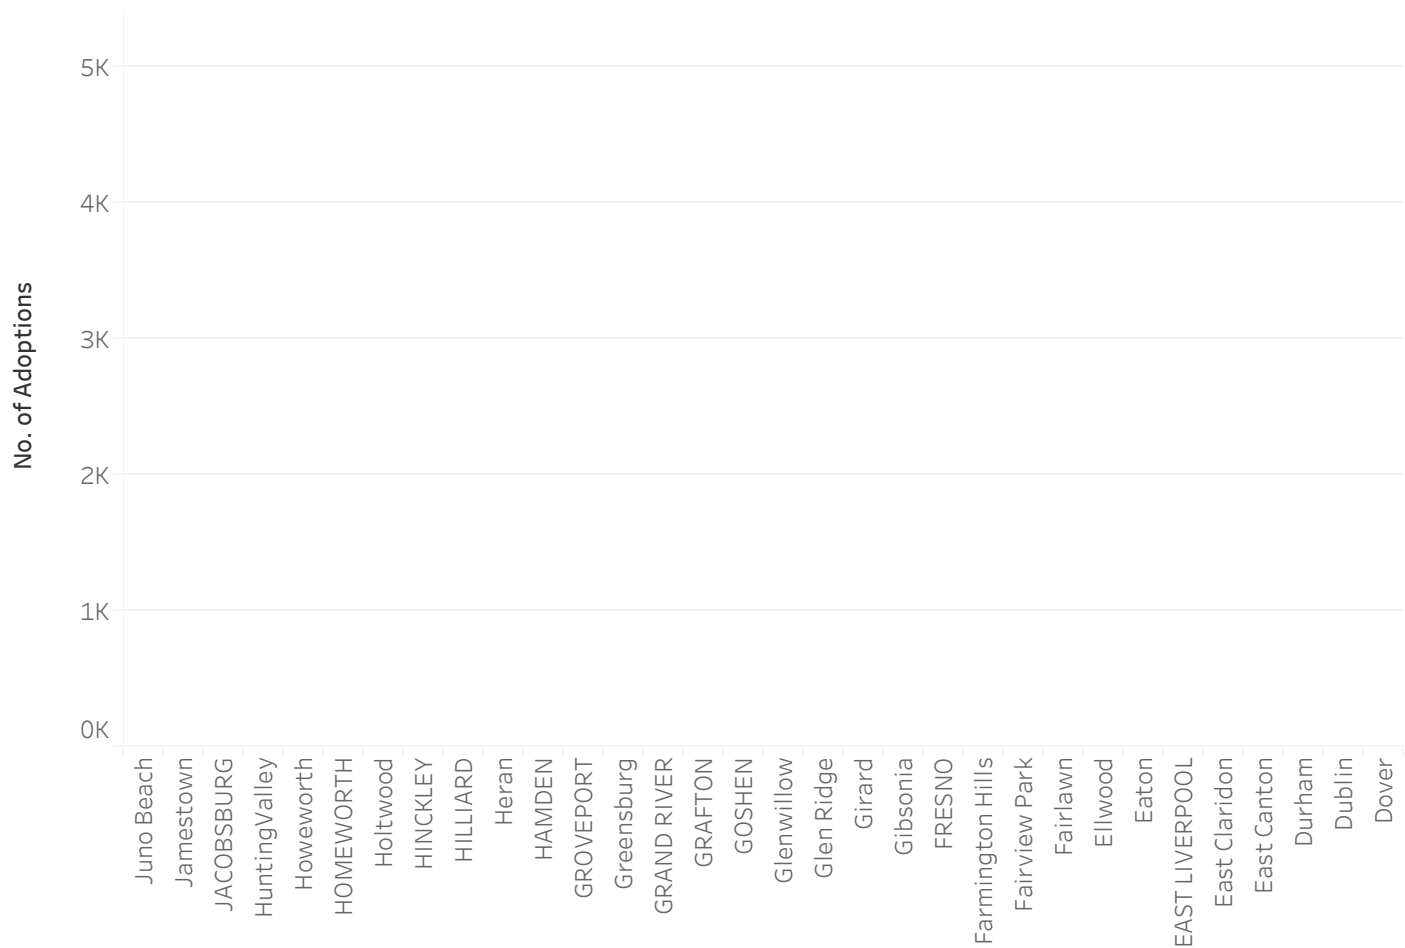 5K
4K
3K
2K
1K
0K
No. of Adoptions
Juno Beach
Jamestown
JACOBSBURG
HuntingValley
Howeworth
HOMEWORTH
Holtwood
HINCKLEY
HILLIARD
Heran
HAMDEN
GROVEPORT
Greensburg
GRAND RIVER
GRAFTON
GOSHEN
Glenwillow
Glen Ridge
Girard
Gibsonia
FRESNO
Farmington Hills
Fairview Park
Fairlawn
Ellwood
Eaton
EAST LIVERPOOL
East Claridon
East Canton
Durham
Dublin
Dover